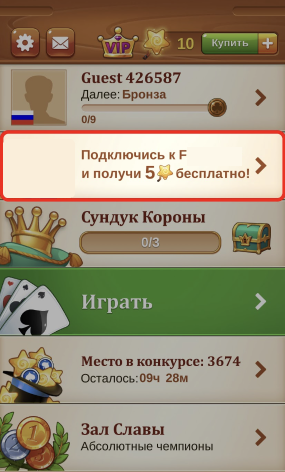 VIP
10
Купить +
Guest 426587
Далее: Бронза
0/9
Подключись к F
и получи 5 бесплатно!
Сундук Короны
0/3
Играть
Место в конкурсе: 3674
Осталось: 09ч 28м
Зал Славы
Абсолютные чемпионы